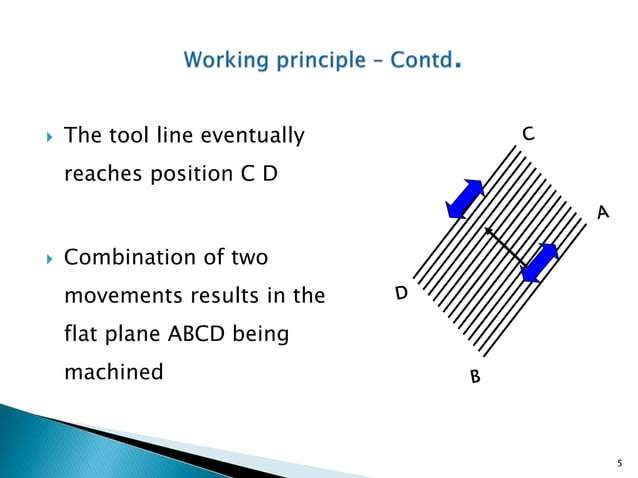 Working principle – Contd.
The tool line eventually
reaches position C D
Combination of two
movements results in the
flat plane ABCD being
machined
C
A
D
B
5